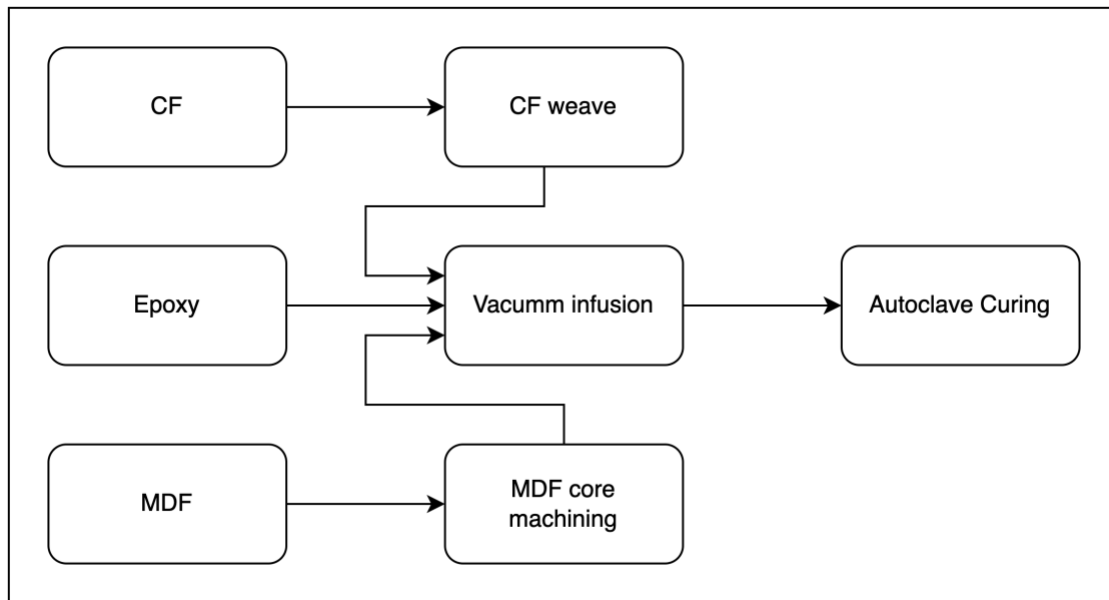 CF
CF weave
Epoxy
Vacumm infusion
Autoclave Curing
MDF
MDF core
machining